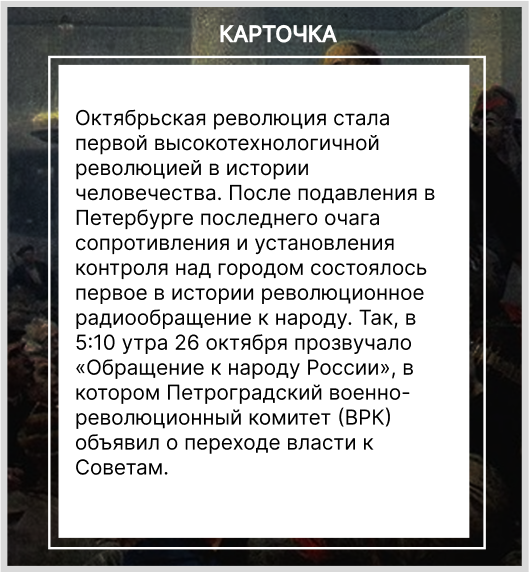 КАРТОЧКА
Октябрьская революция стала
первой высокотехнологичной
революцией в истории
человечества. После подавления в
Петербурге последнего очага
сопротивления и установления
контроля над городом состоялось
первое в истории революционное
радиообращение к народу. Так, в
5:10 утра 26 октября прозвучало
«Обращение к народу России», в
котором Петроградский военно-
революционный комитет (ВРК)
объявил о переходе власти к
Советам.